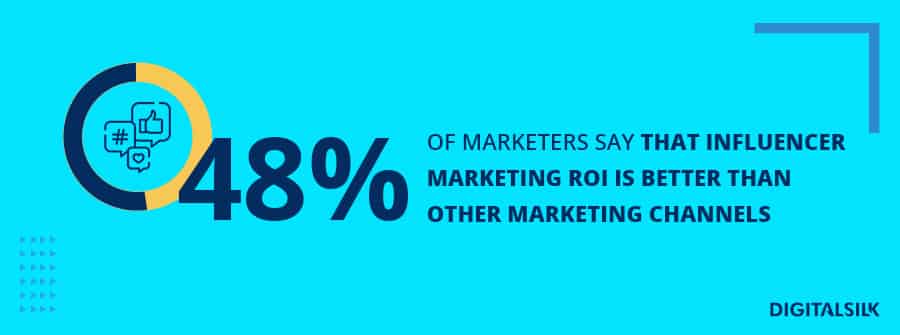 48%
OF MARKETERS SAY THAT INFLUENCER
MARKETING ROI IS BETTER THAN
OTHER MARKETING CHANNELS
#
DIGITALSILK